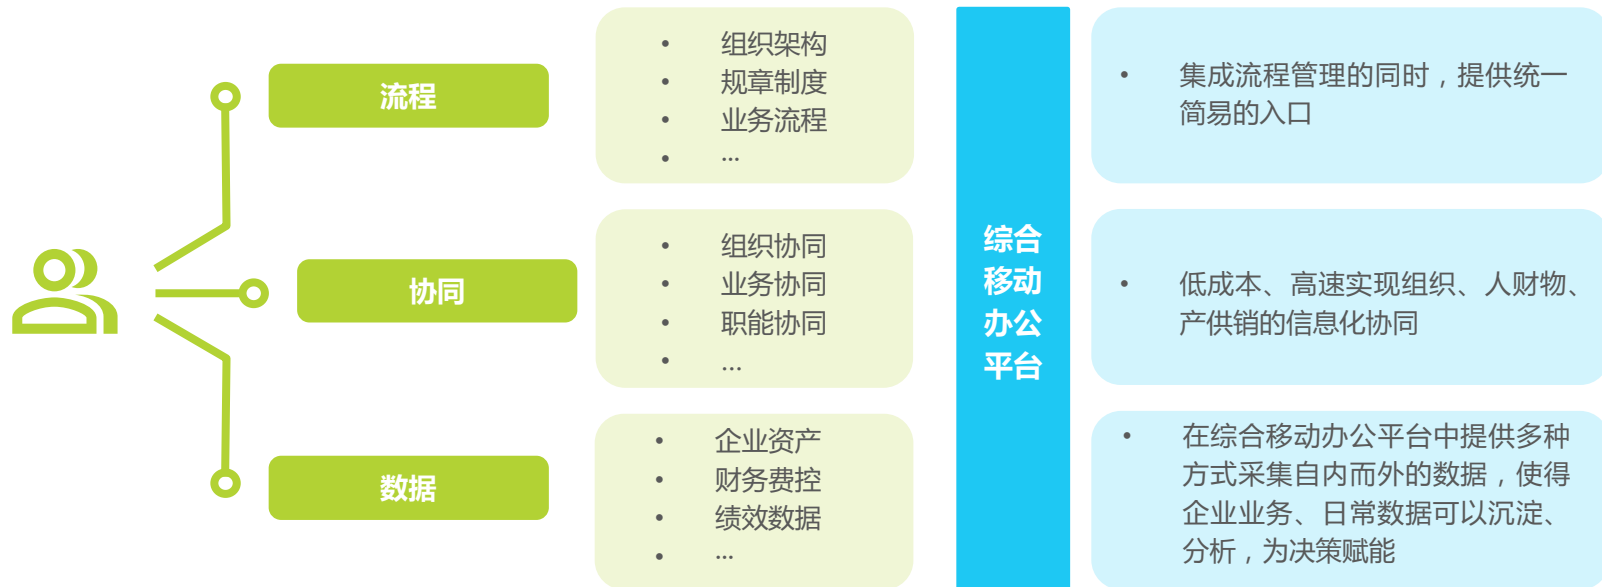 流程
• 组织架构
• 规章制度
• 业务流程
• ...
协同
• 组织协同
• 业务协同
• 职能协同
• ...
数据
• 企业资产
• 财务费控
• 绩效数据
• ...
综合
移动
办公
平台
• 集成流程管理的同时，提供统一
简易的入口
• 低成本、高速实现组织、人财物、
产供销的信息化协同
• 在综合移动办公平台中提供多种
方式采集自内而外的数据，使得
企业业务、日常数据可以沉淀、
分析，为决策赋能